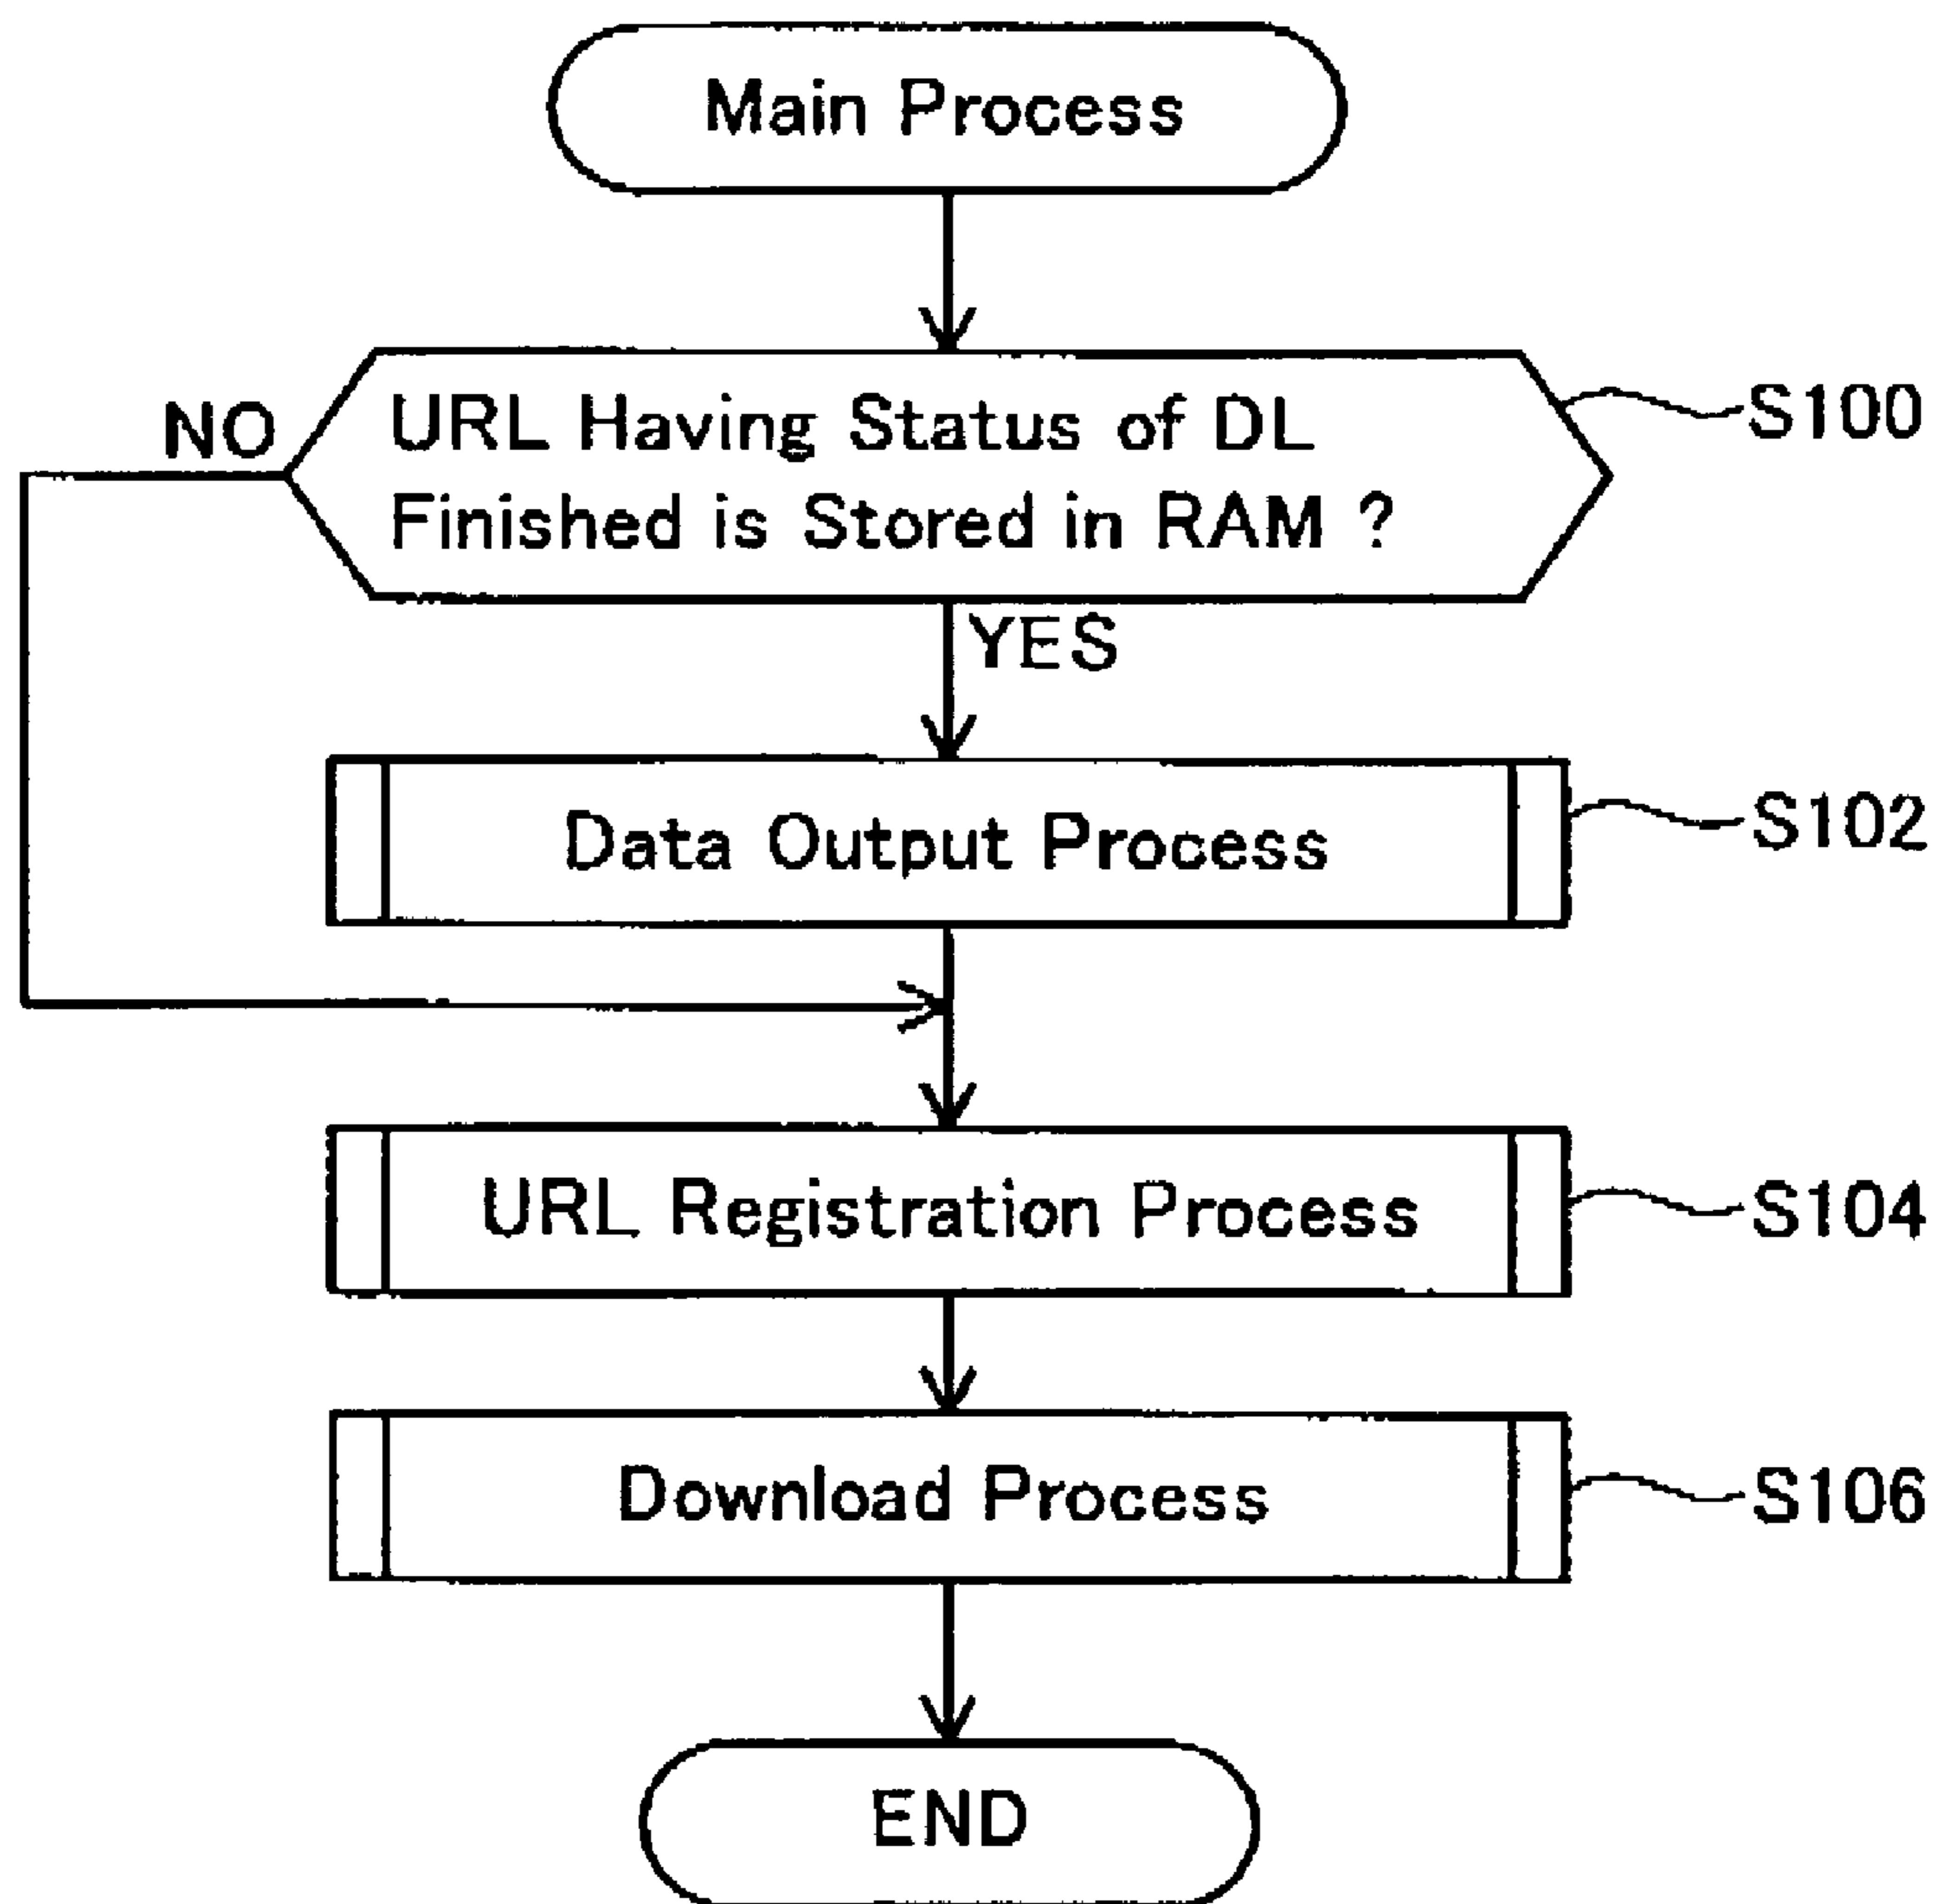 Main Process
NO
URL Having Status of DL
Finished is Stored in RAM ?
S100
YES
Data Output Process
S102
URL Registration Process
S104
Download Process
S106
END